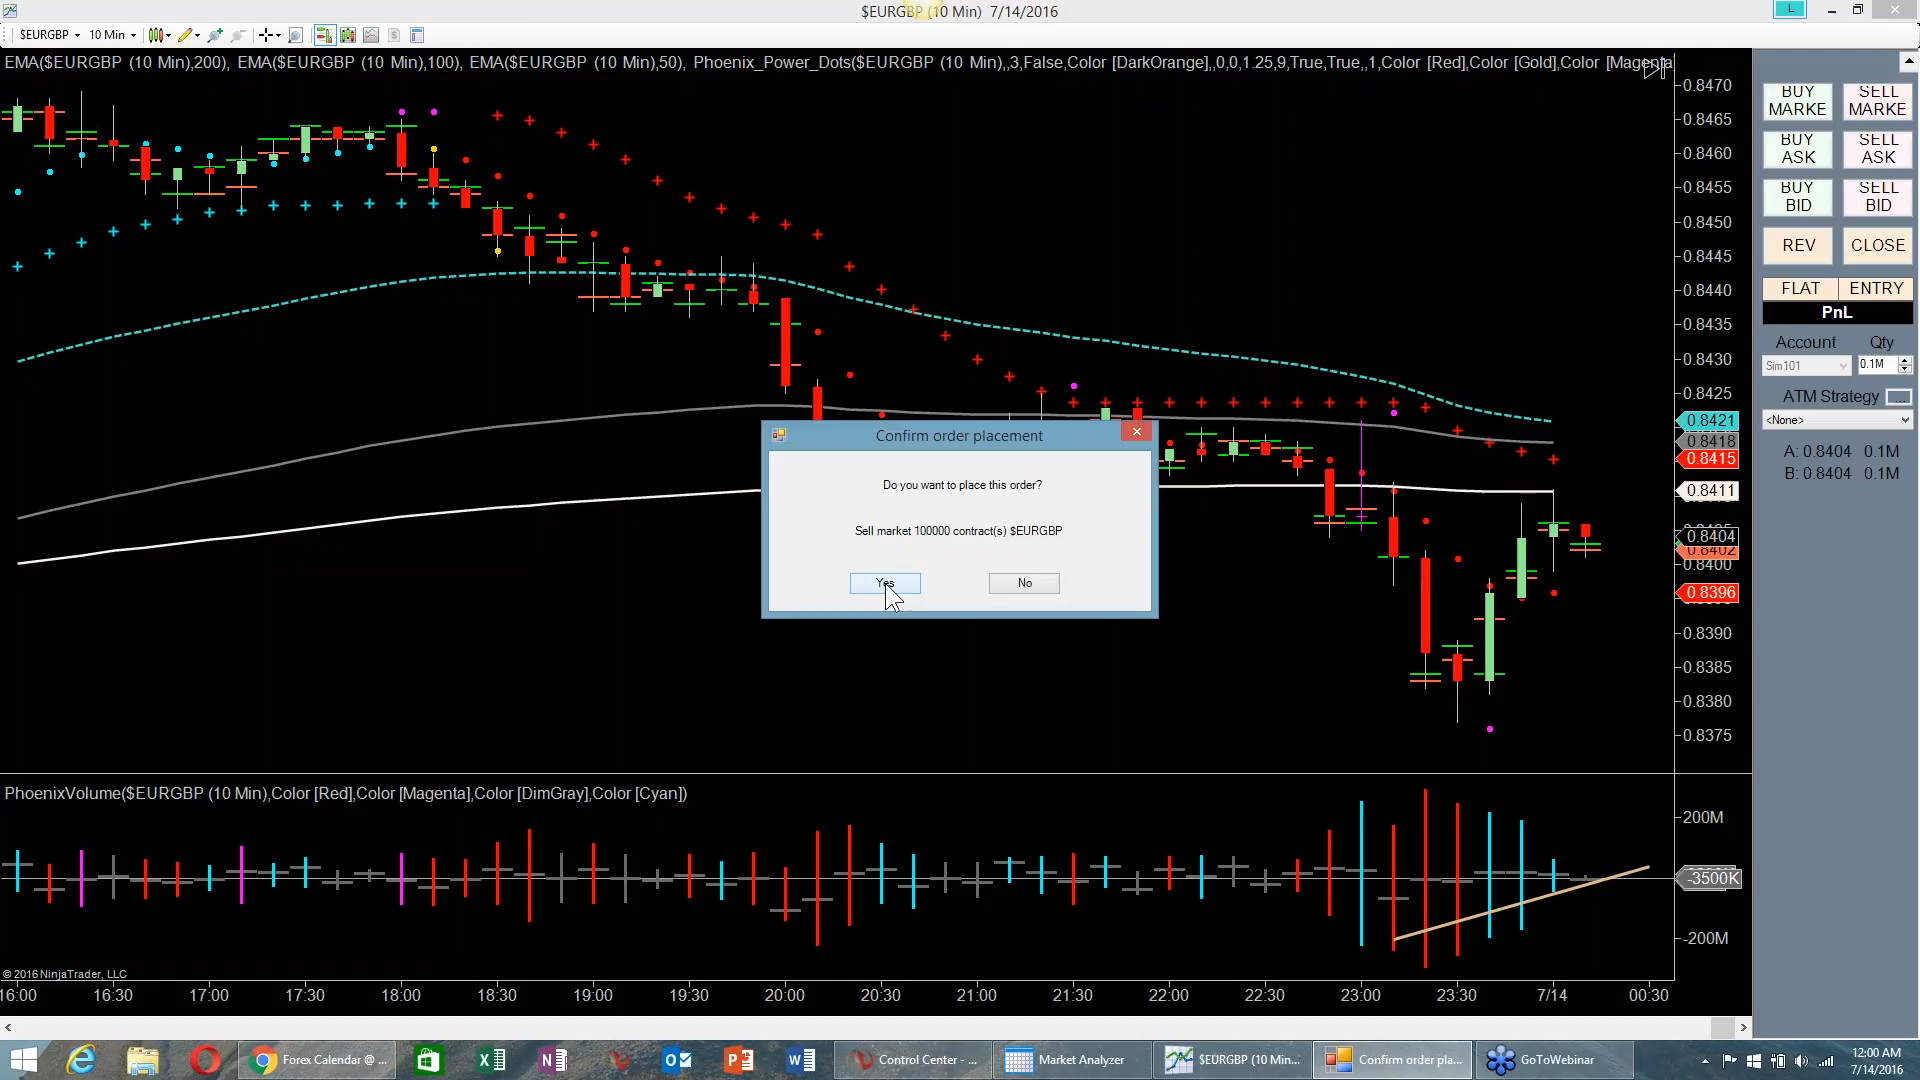 $EURGBP (10 Min) 7/14/2016
L
$EURGBP
10 Min
EMA($EURGBP (10 Min),200), EMA($EURGBP (10 Min),100), EMA($EURGBP (10 Min),50), Phoenix_Power_Dots($EURGBP (10 Min),,3,False,Color [DarkOrange],,0,0,1.25,9,True,True,,1,Color [Red],Color [Gold],Color [Magenta
0.8470
0.8465
0.8460
0.8455
0.8450
0.8445
0.8440
0.8435
0.8430
0.8425
0.8421
0.8418
0.8415
0.8411
0.8404
0.8402
0.8400
0.8396
0.8390
0.8385
0.8380
0.8375
BUY MARKE
SELL MARKE
BUY ASK
SELL ASK
BUY BID
SELL BID
REV
CLOSE
FLAT
ENTRY
PnL
Account Qty
Sim101
0.1M
ATM Strategy
...
<None>
A: 0.8404 0.1M
B: 0.8404 0.1M
Confirm order placement
Do you want to place this order?
Sell market 100000 contract(s) $EURGBP
Yes
No
PhoenixVolume($EURGBP (10 Min),Color [Red],Color [Magenta],Color [DimGray],Color [Cyan])
200M
-3500K
-200M
© 2016 NinjaTrader, LLC
16:00 16:30 17:00 17:30 18:00 18:30 19:00 19:30 20:00 20:30 21:00 21:30 22:00 22:30 23:00 23:30 7/14 00:30
Forex Calendar @ ...
Control Center - ...
Market Analyzer
$EURGBP (10 Min...
Confirm order pla...
GoToWebinar
12:00 AM
7/14/2016